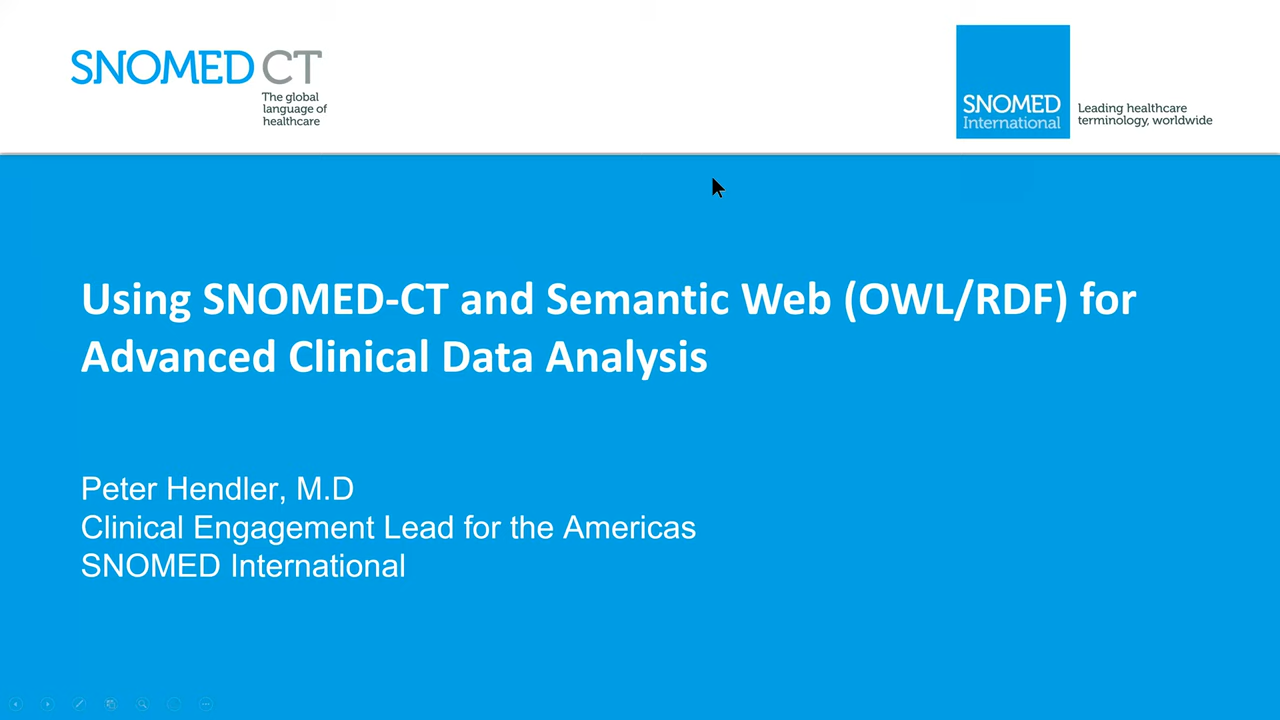 SNOMED CT
The global
language of
healthcare
SNOMED
International
Leading healthcare
terminology, worldwide
Using SNOMED-CT and Semantic Web (OWL/RDF) for
Advanced Clinical Data Analysis
Peter Hendler, M.D
Clinical Engagement Lead for the Americas
SNOMED International